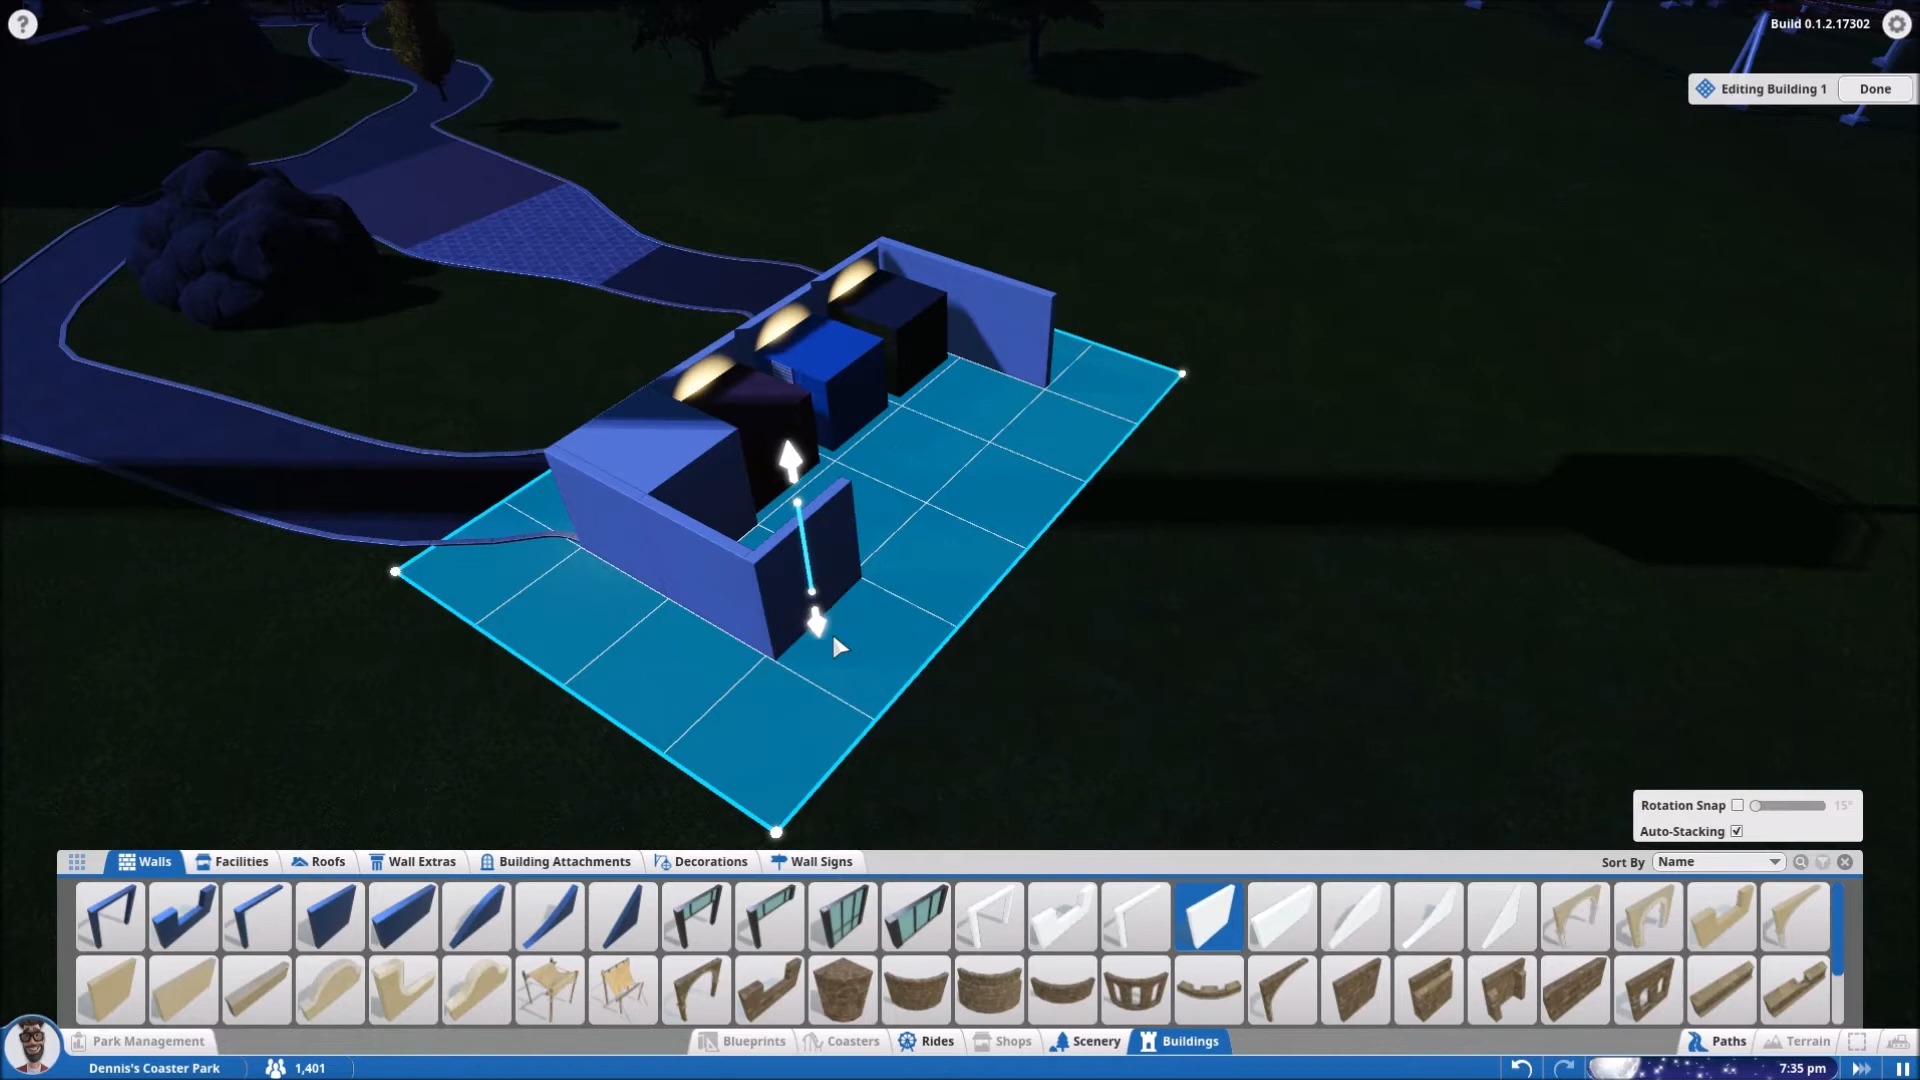 ?
Build 0.1.2.17302
Editing Building 1 Done
Rotation Snap 15°
Auto-Stacking
Walls Facilities Roofs Wall Extras Building Attachments Decorations Wall Signs Sort By Name
Park Management Blueprints Coasters Rides Shops Scenery Buildings Paths Terrain
Dennis's Coaster Park 1,401 7:35 pm